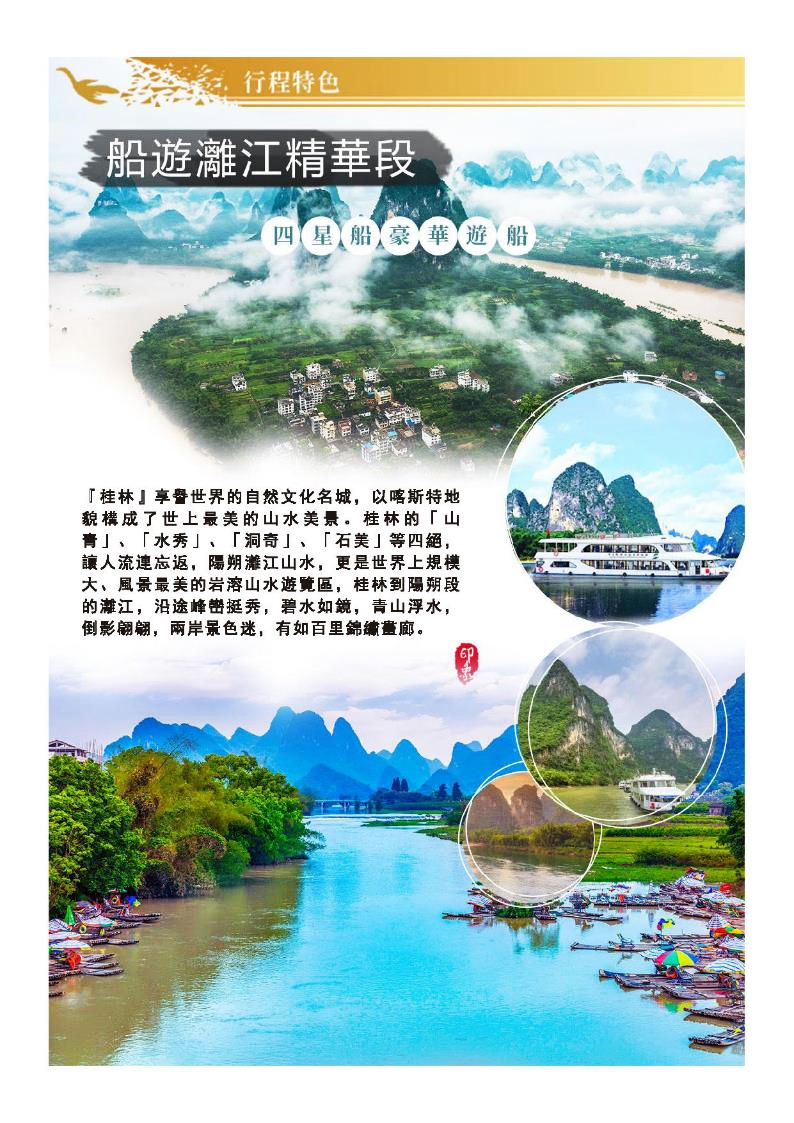 行程特色
船遊灕江精華段
四星船豪華遊船
『桂林』享譽世界的自然文化名城，以喀斯特地
貌構成了世上最美的山水美景。桂林的「山
青」、「水秀」、「洞奇」、「石美」等四絕，
讓人流連忘返，陽朔灕江山水，更是世界上規模
大、風景最美的岩溶山水遊覽區，桂林到陽朔段
的灕江，沿途峰巒挺秀，碧水如鏡，青山浮水，
倒影翩翩，兩岸景色迷，有如百里錦繡畫廊。
印象